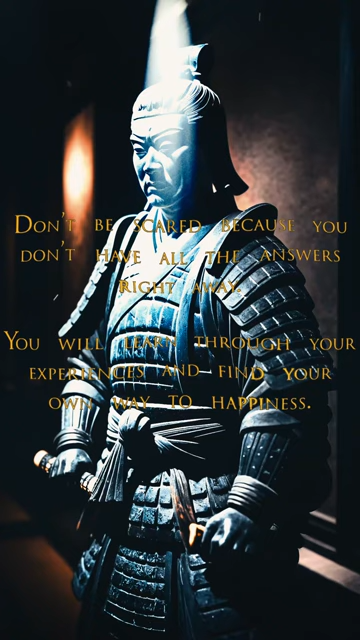 Don't be scared because you
don't have all the answers
right away.
You will learn through your
experiences and find your
own way to happiness.